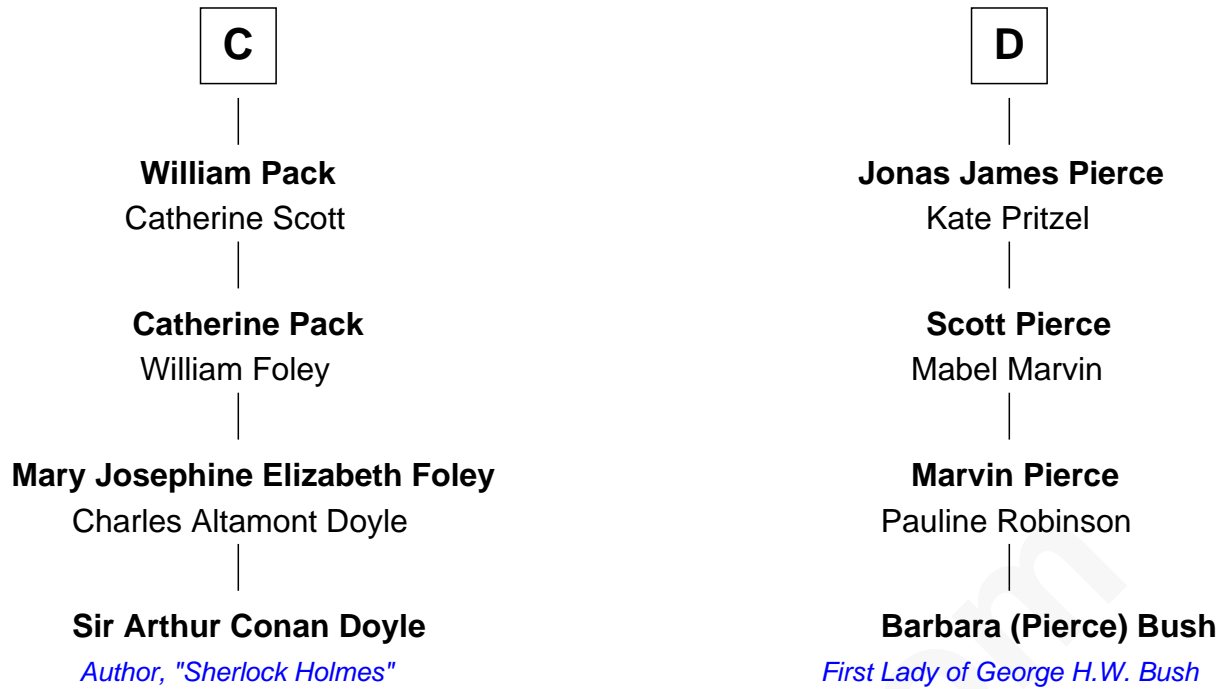 C
William Pack
Catherine Scott
Catherine Pack
William Foley
Mary Josephine Elizabeth Foley
Charles Altamont Doyle
Sir Arthur Conan Doyle
Author, "Sherlock Holmes"
D
Jonas James Pierce
Kate Pritzel
Scott Pierce
Mabel Marvin
Marvin Pierce
Pauline Robinson
Barbara (Pierce) Bush
First Lady of George H.W. Bush